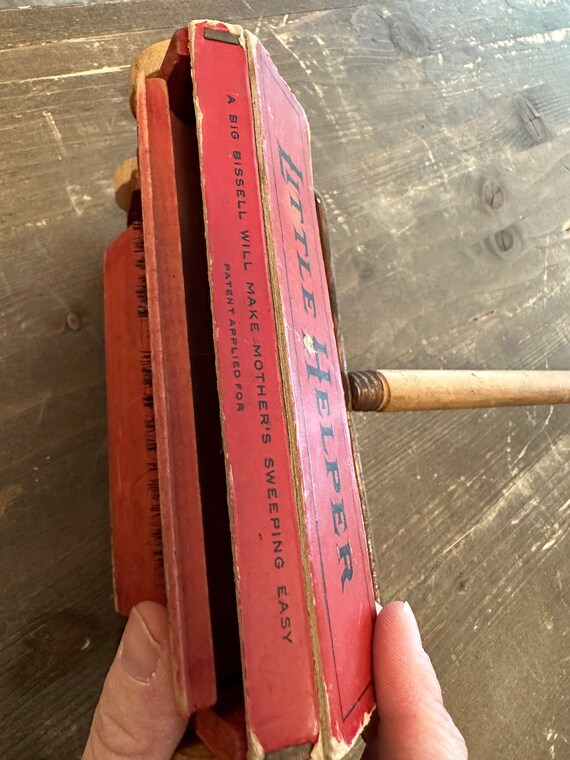 LITTLE HELPER
A BIG BISSELL WILL MAKE MOTHER'S SWEEPING EASY
PATENT APPLIED FOR